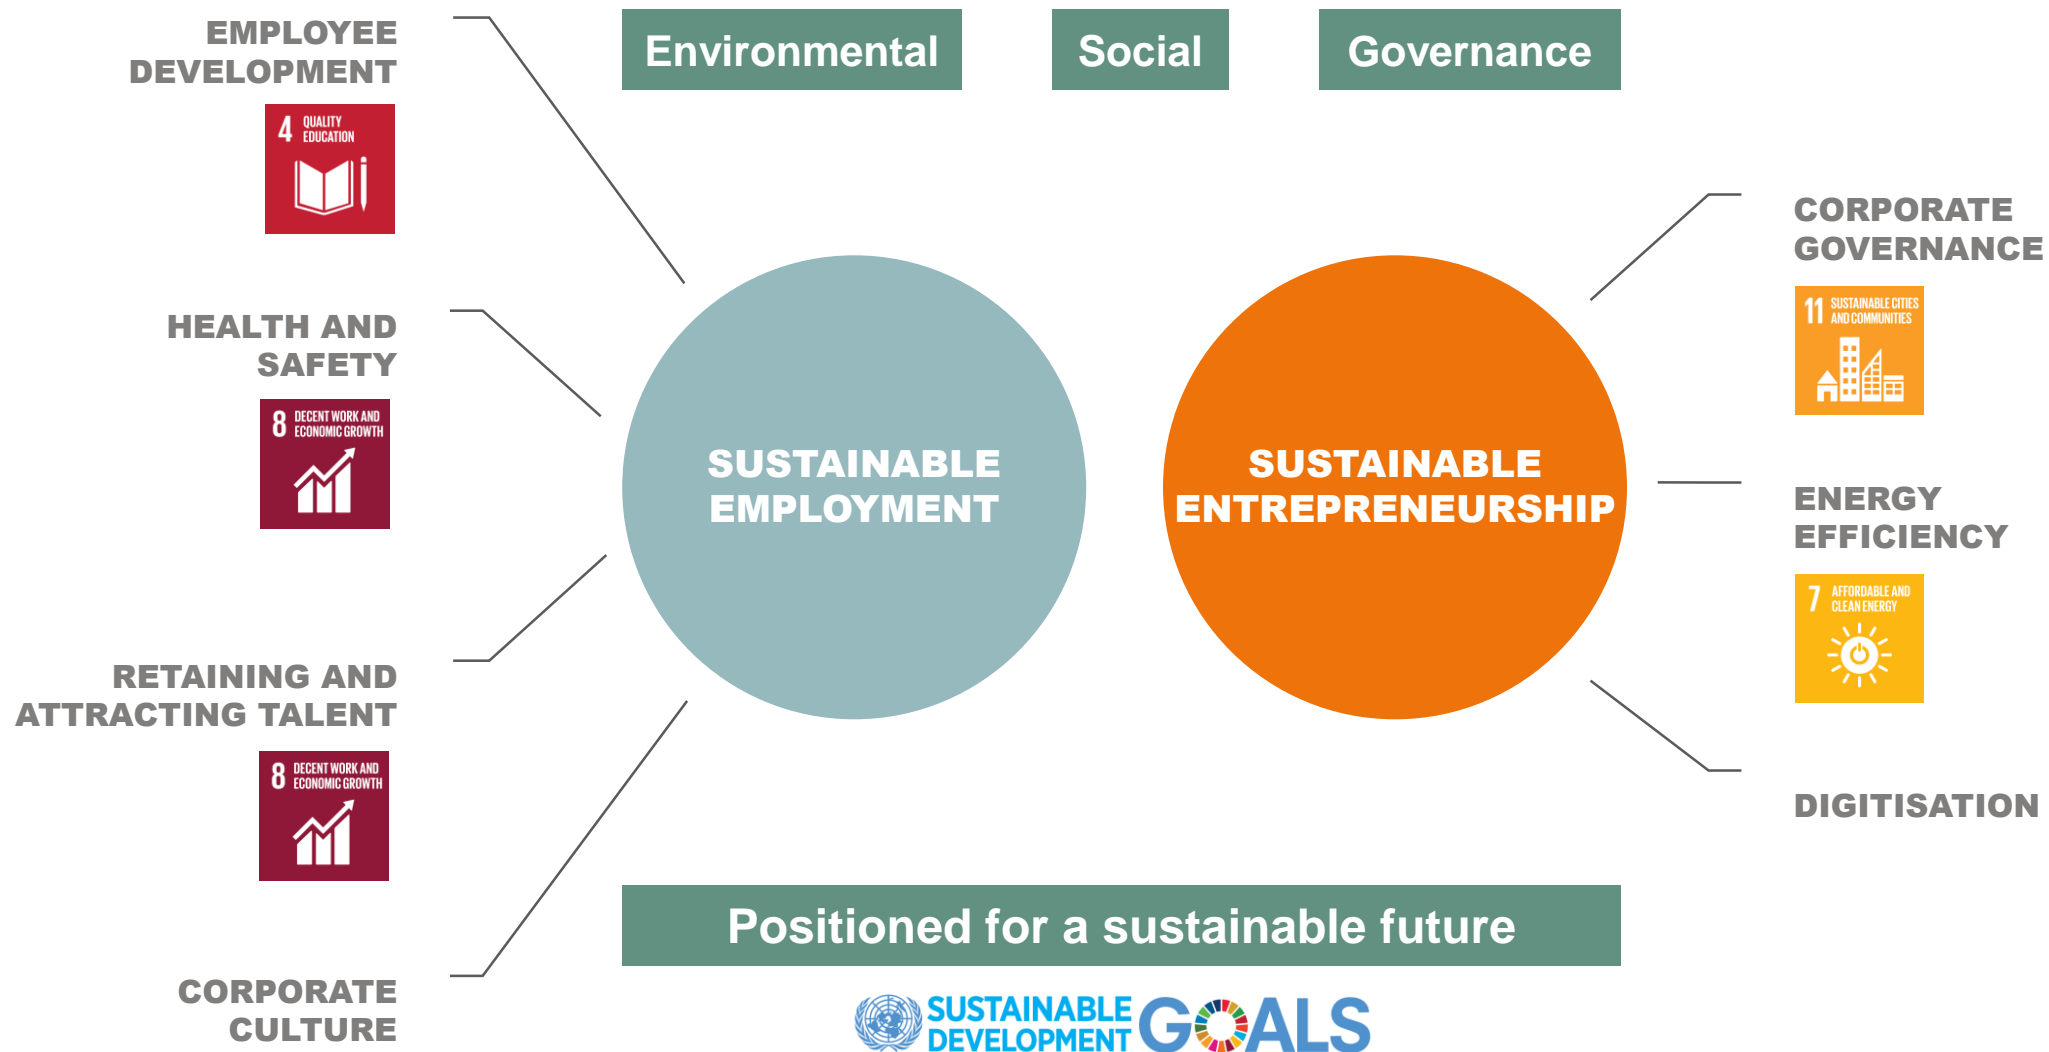 EMPLOYEE
DEVELOPMENT
4 QUALITY
EDUCATION
HEALTH AND
SAFETY
8 DECENT WORK AND
ECONOMIC GROWTH
RETAINING AND
ATTRACTING TALENT
8 DECENT WORK AND
ECONOMIC GROWTH
CORPORATE
CULTURE
Environmental
Social
Governance
SUSTAINABLE
EMPLOYMENT
SUSTAINABLE
ENTREPRENEURSHIP
CORPORATE
GOVERNANCE
11 SUSTAINABLE CITIES
AND COMMUNITIES
ENERGY
EFFICIENCY
7 AFFORDABLE AND
CLEAN ENERGY
DIGITISATION
Positioned for a sustainable future
SUSTAINABLE
DEVELOPMENT
GOALS